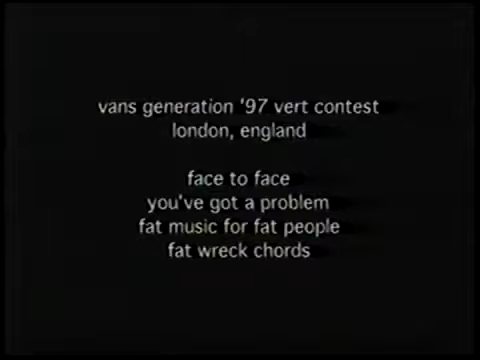 vans generation '97 vert contest
london, england
face to face
you've got a problem
fat music for fat people
fat wreck chords